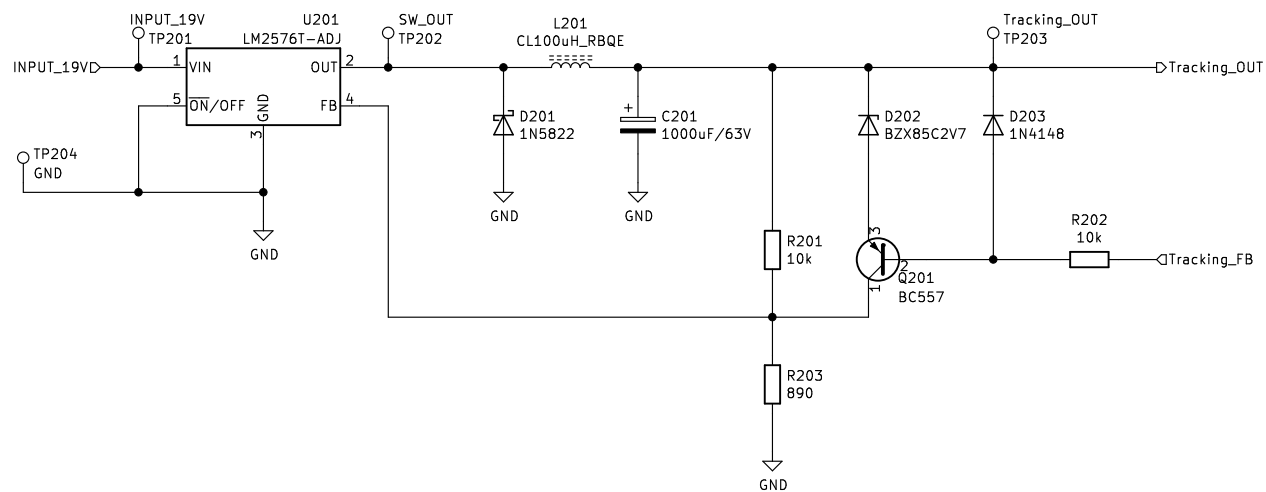 INPUT_19V
TP201
U201
LM2576T-ADJ
SW_OUT
TP202
L201
CL100uH_RBQE
Tracking_OUT
TP203
INPUT_19V
1
VIN
OUT
2
Tracking_OUT
5
ON/OFF
GND
FB
4
3
D201
1N5822
+
C201
1000uF/63V
D202
BZX85C2V7
D203
1N4148
TP204
GND
GND
GND
GND
R201
10k
3
2
1
Q201
BC557
R202
10k
Tracking_FB
R203
890
GND